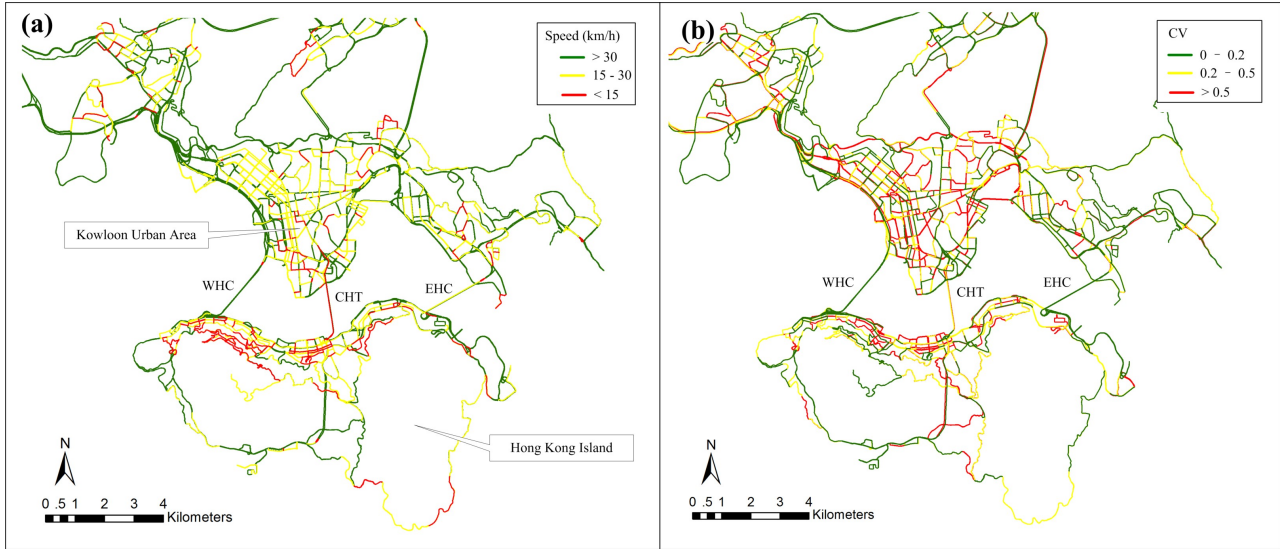 (a)
Speed (km/h)
> 30
15 - 30
< 15
Kowloon Urban Area
WHC
CHT
EHC
Hong Kong Island
N
0 .5 1 2 3 4
Kilometers
(b)
CV
0 - 0.2
0.2 - 0.5
> 0.5
WHC
CHT
EHC
N
0 .5 1 2 3 4
Kilometers